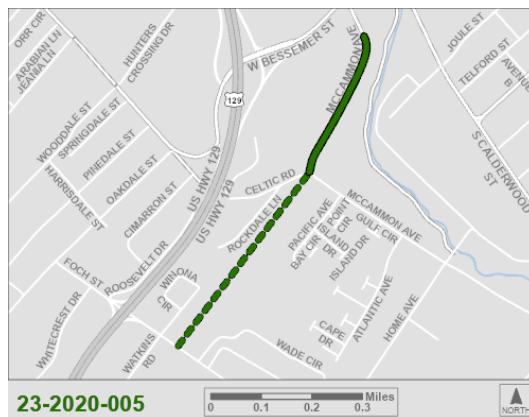 ORR CIR
ARABIAN LN
JEANIA LN
HUNTERS
CROSSING DR
W BESSEMER ST
MCCAMMON AVE
JOULE ST
TELFORD ST
AVENUE
B
129
WOODDALE ST
SPRINGDALE ST
PINEDALE ST
OAKDALE ST
HARRISDALE ST
CIMARRON ST
US HWY 129
US HWY 129
S CALDERWOOD
ST
CELTIC RD
ROCKDALE LN
MCCAMMON AVE
PACIFIC AVE
POINT
CIR
GULF CIR
ISLAND
DR
BAY CIR
ISLAND DR
FOCH ST
ROOSEVELT DR
WINONA
CIR
WHITECREST DR
WATKINS
RD
WADE CIR
CAPE
DR
ATLANTIC AVE
HOME AVE
23-2020-005
Miles
0 0.1 0.2 0.3
NORTH